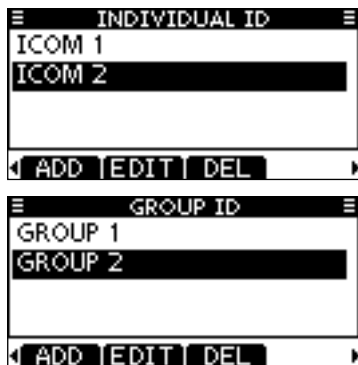 INDIVIDUAL ID
ICOM 1
ICOM 2
ADD EDIT DEL
GROUP ID
GROUP 1
GROUP 2
ADD EDIT DEL